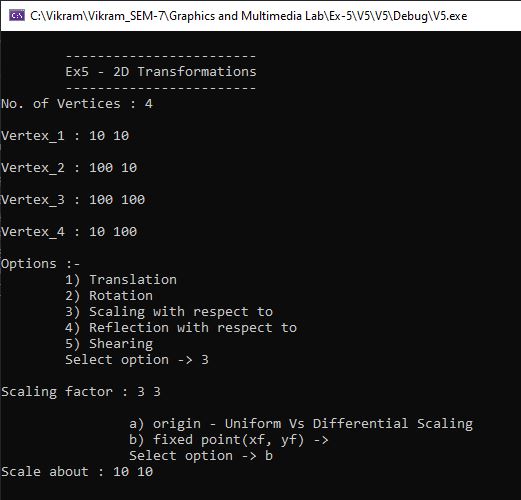 C:\Vikram\Vikram_SEM-7\Graphics and Multimedia Lab\Ex-5\V5\V5\Debug\V5.exe
------------------------
Ex5 - 2D Transformations
------------------------
No. of Vertices : 4
Vertex_1 : 10 10
Vertex_2 : 100 10
Vertex_3 : 100 100
Vertex_4 : 10 100
Options :-
1) Translation
2) Rotation
3) Scaling with respect to
4) Reflection with respect to
5) Shearing
Select option -> 3
Scaling factor : 3 3
a) origin - Uniform Vs Differential Scaling
b) fixed point(xf, yf) ->
Select option -> b
Scale about : 10 10